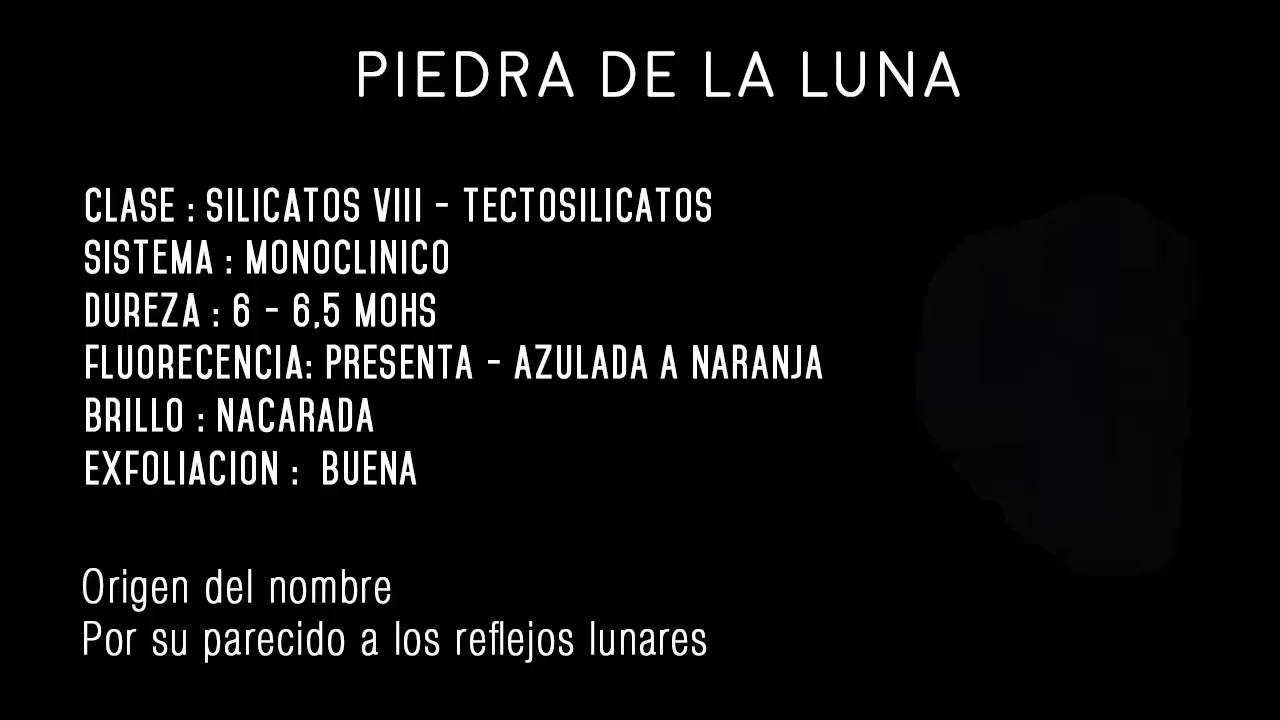 PIEDRA DE LA LUNA
CLASE : SILICATOS VIII - TECTOSILICATOS
SISTEMA : MONOCLINICO
DUREZA : 6 - 6,5 MOHS
FLUORECENCIA: PRESENTA - AZULADA A NARANJA
BRILLO : NACARADA
EXFOLIACION : BUENA
Origen del nombre
Por su parecido a los reflejos lunares